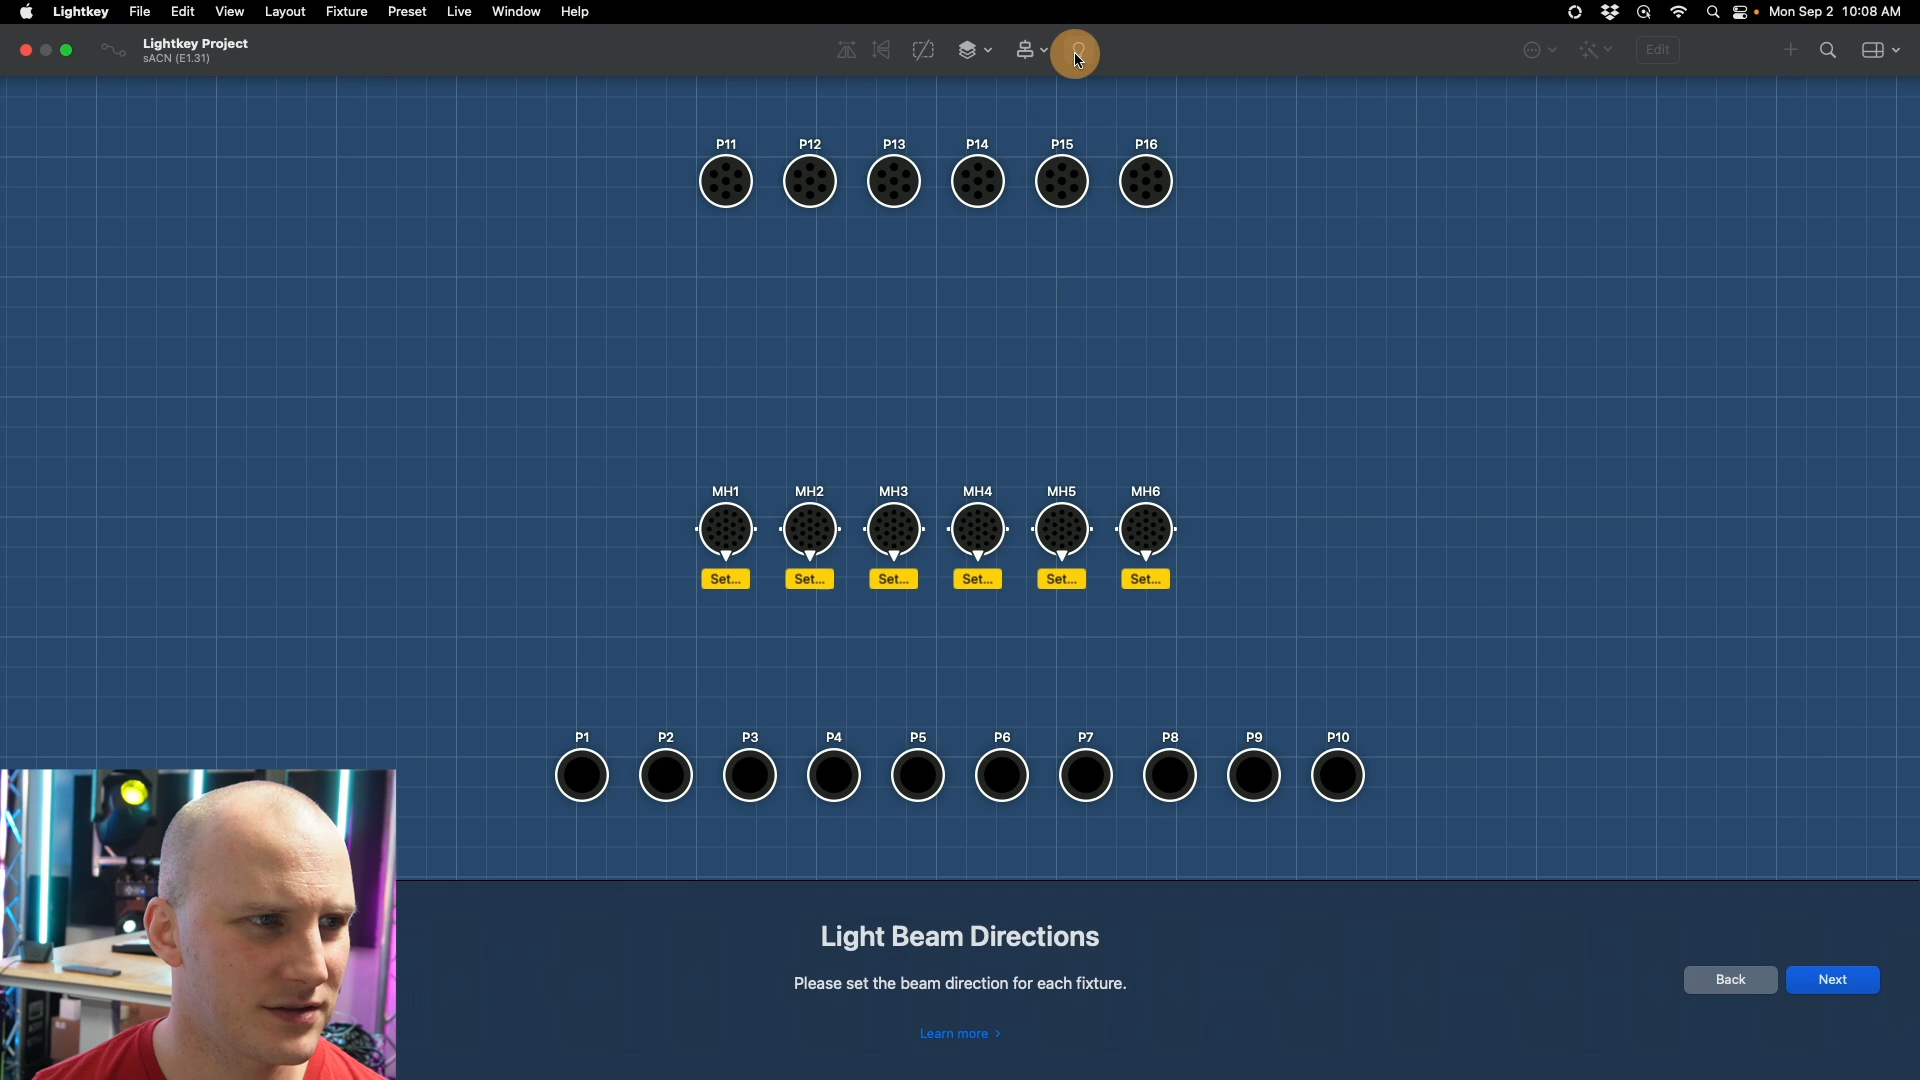 Lightkey File Edit View Layout Fixture Preset Live Window Help Mon Sep 2 10:08 AM
Lightkey Project
sACN (E1.31)
Edit
P11 P12 P13 P14 P15 P16
MH1 MH2 MH3 MH4 MH5 MH6
Set... Set... Set... Set... Set... Set...
P1 P2 P3 P4 P5 P6 P7 P8 P9 P10
Light Beam Directions
Please set the beam direction for each fixture.
Back Next
Learn more >